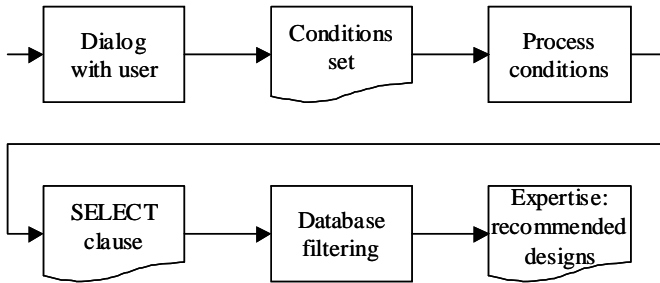 Dialog
with user
Conditions
set
Process
conditions
SELECT
clause
Database
filtering
Expertise:
recommended
designs